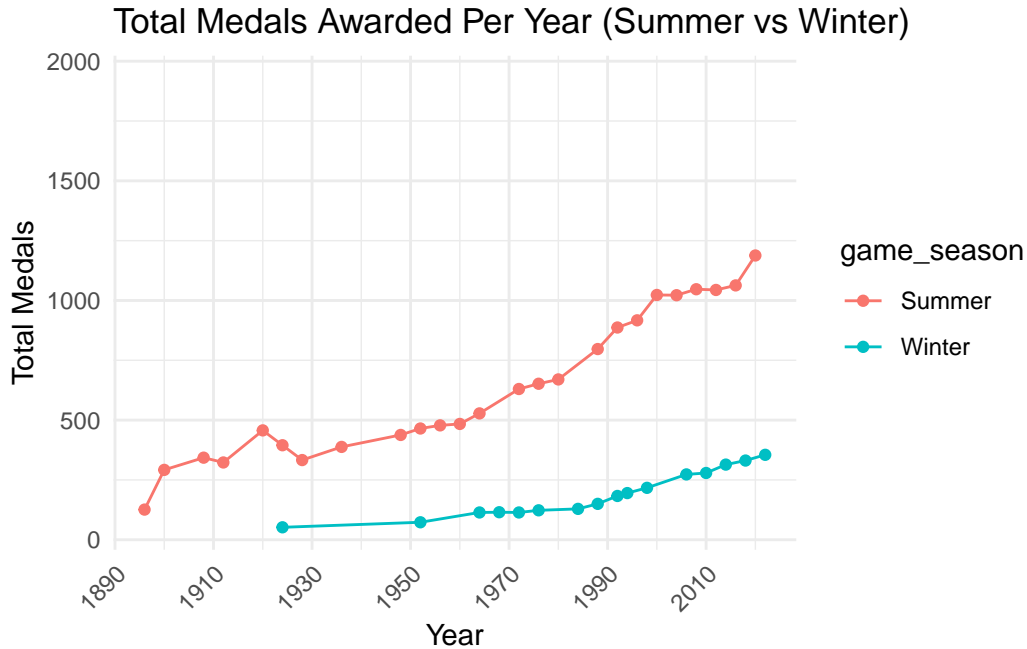 Total Medals Awarded Per Year (Summer vs Winter)
2000
1500
1000
500
0
Total Medals
1890
1910
1930
1950
1970
1990
2010
Year
game_season
Summer
Winter